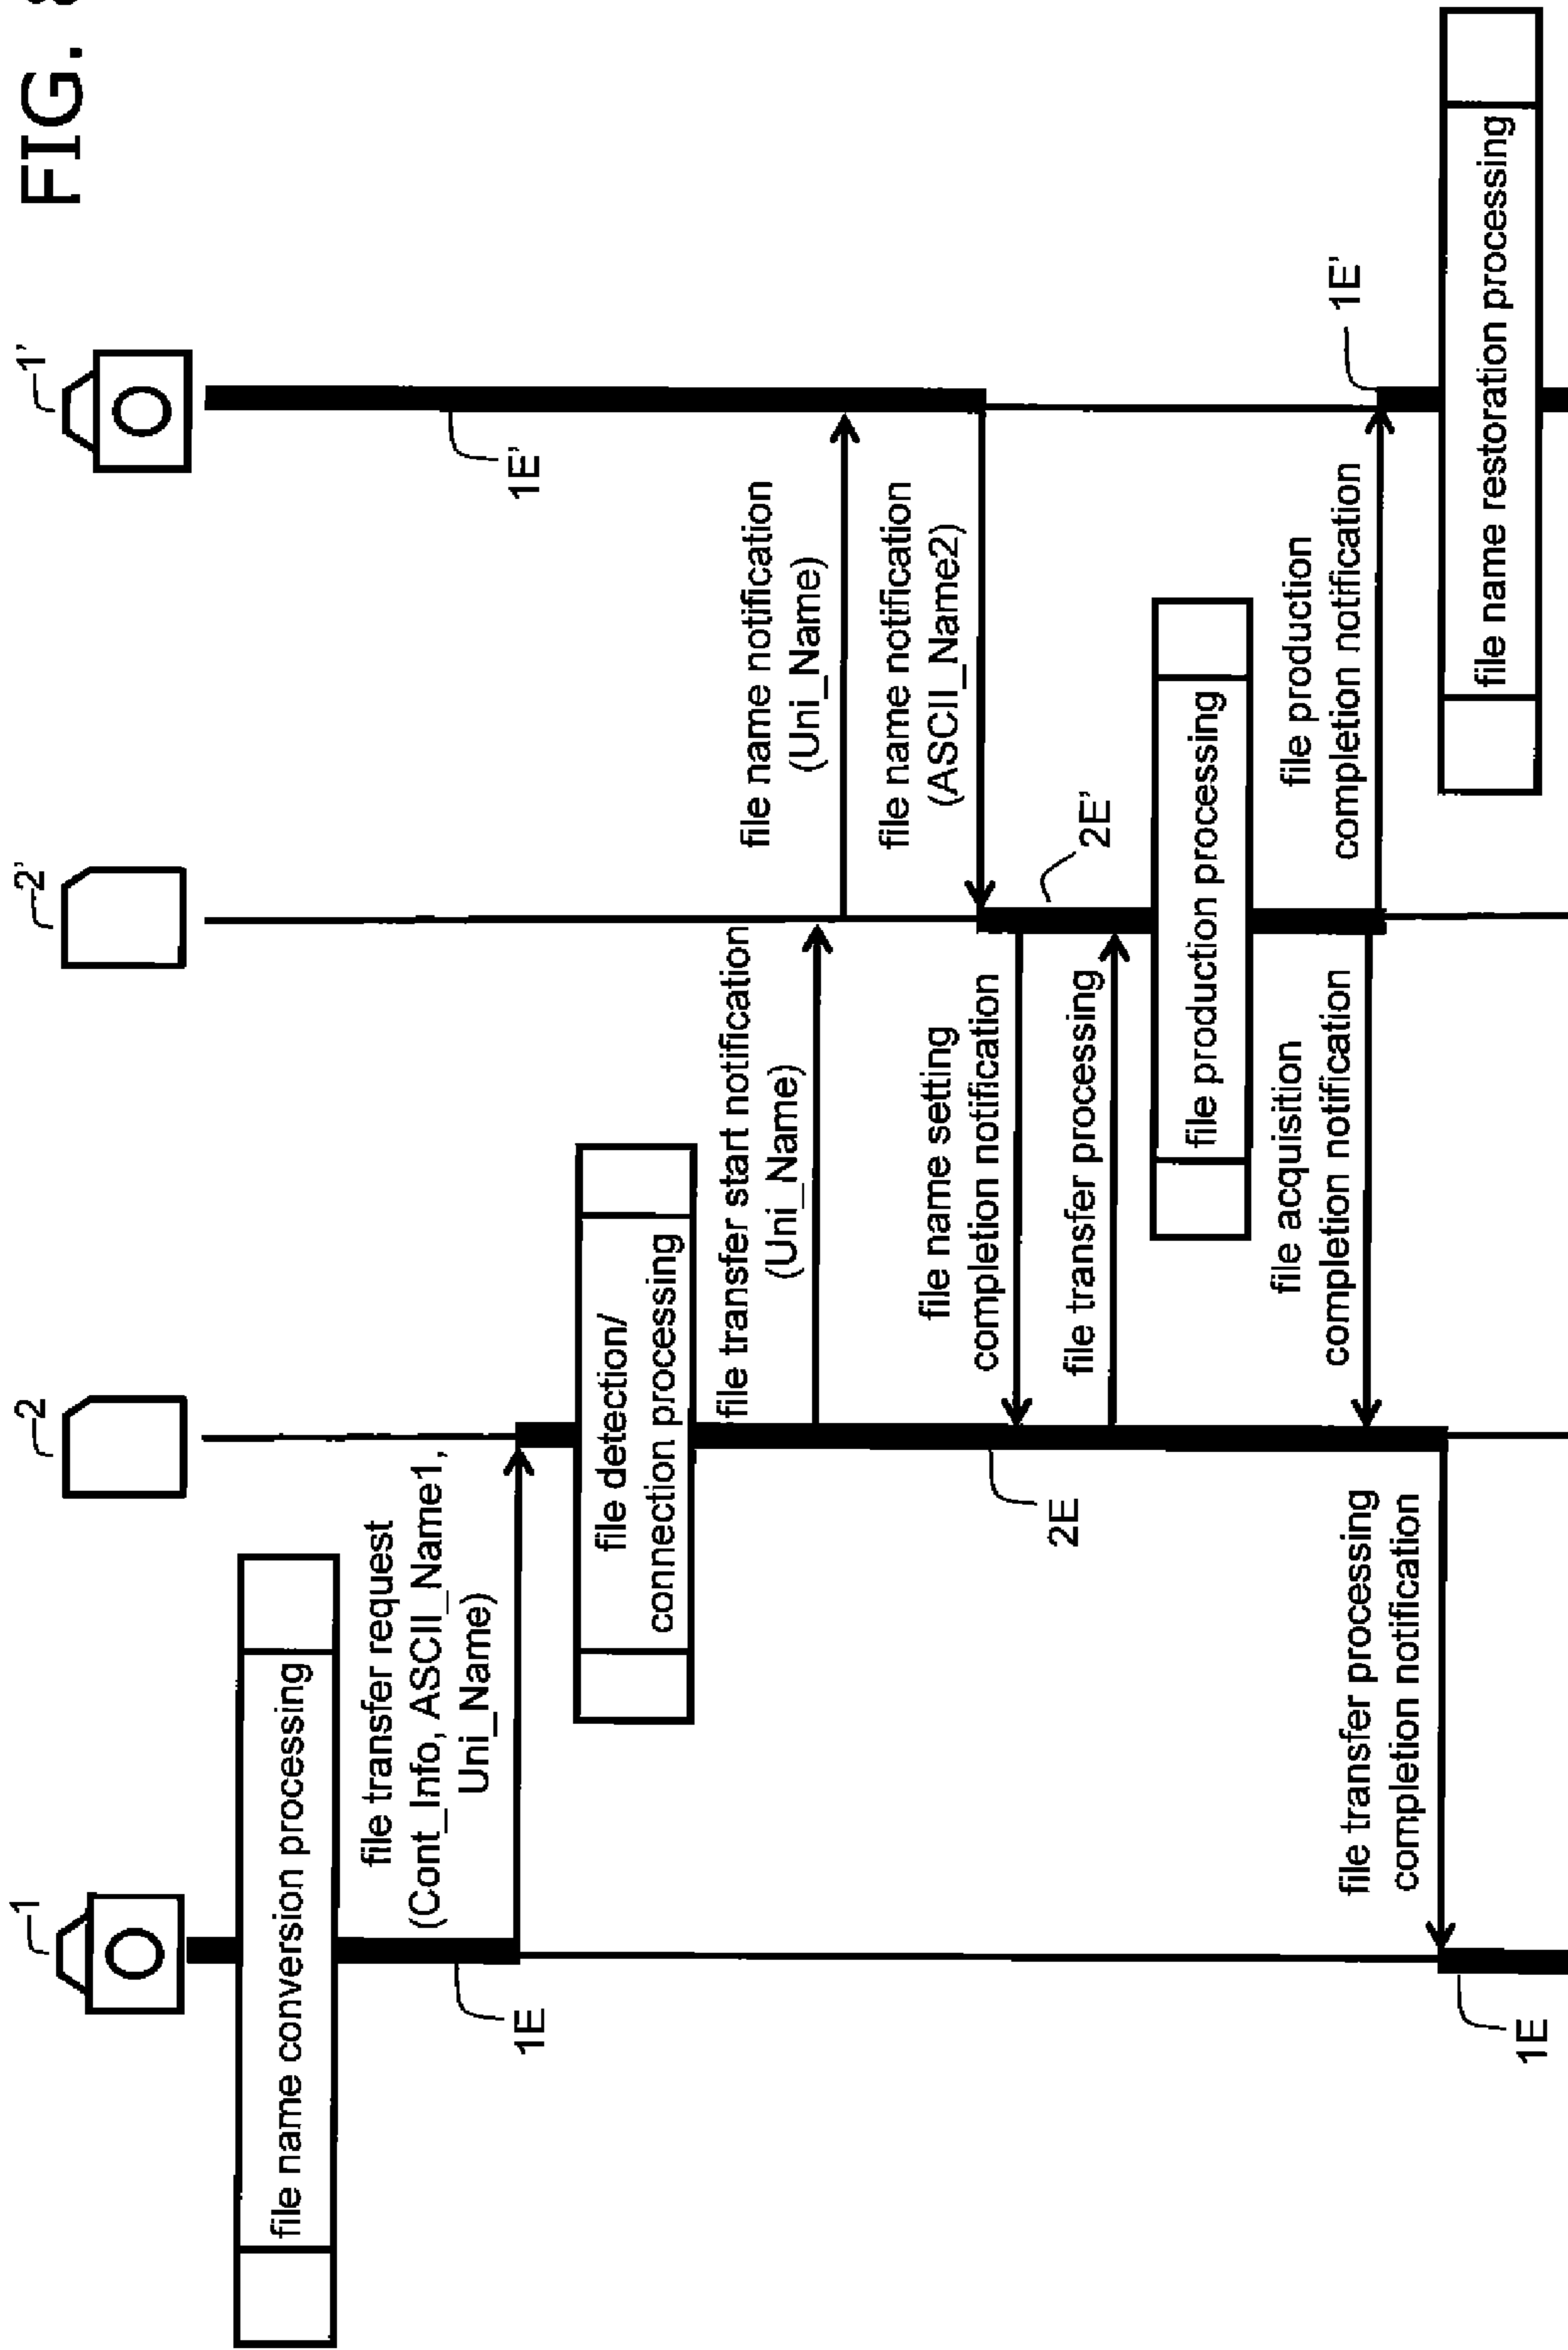 FIG. 8
1
2
2'
1'
file name conversion processing
file transfer request
(Cont_Info, ASCII_Name1,
Uni_Name)
1E
1E'
file detection/
connection processing
file transfer start notification
(Uni_Name)
file name notification
(Uni_Name)
file name notification
(ASCII_Name2)
2E
2E'
file name setting
completion notification
file transfer processing
file production processing
file acquisition
completion notification
file production
completion notification
1E'
file transfer processing
completion notification
1E
file name restoration processing